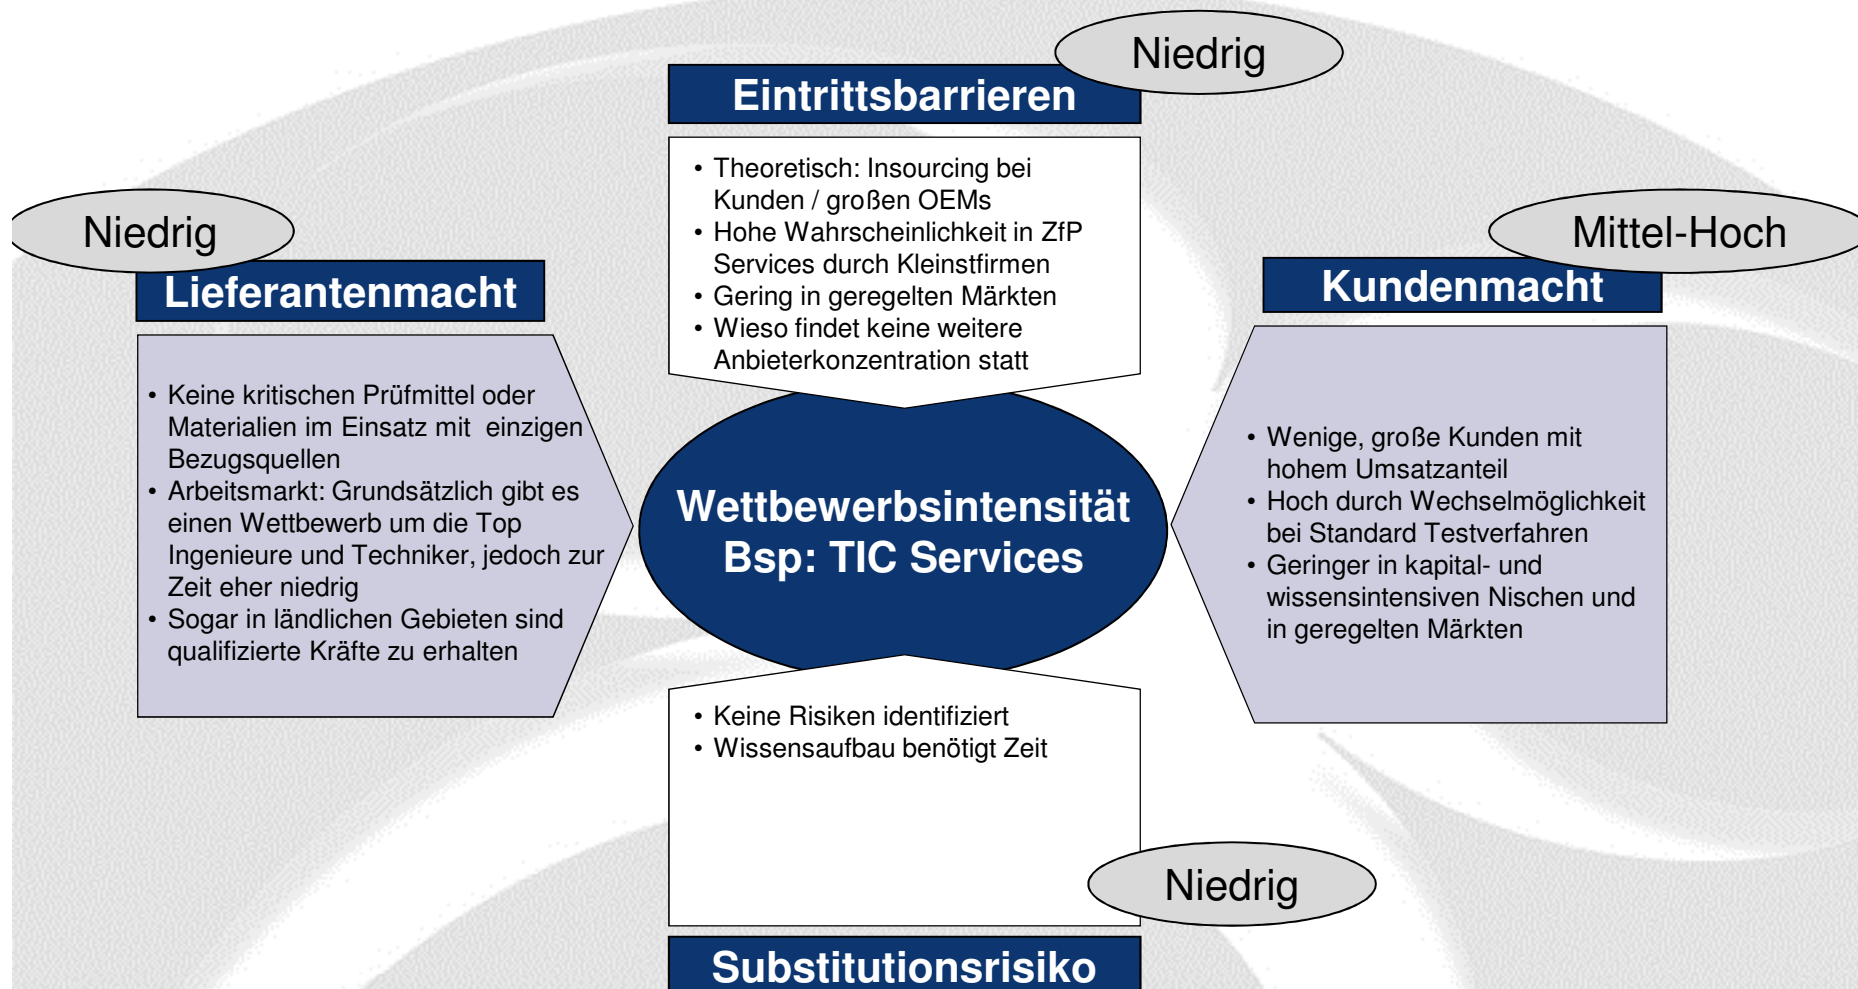 Niedrig
Eintrittsbarrieren
• Theoretisch: Insourcing bei
Kunden / großen OEMs
• Hohe Wahrscheinlichkeit in ZfP
Services durch Kleinstfirmen
• Gering in geregelten Märkten
• Wieso findet keine weitere
Anbieterkonzentration statt
Niedrig
Lieferantenmacht
• Keine kritischen Prüfmittel oder
Materialien im Einsatz mit einzigen
Bezugsquellen
• Arbeitsmarkt: Grundsätzlich gibt es
einen Wettbewerb um die Top
Ingenieure und Techniker, jedoch zur
Zeit eher niedrig
• Sogar in ländlichen Gebieten sind
qualifizierte Kräfte zu erhalten
Wettbewerbsintensität
Bsp: TIC Services
Mittel-Hoch
Kundenmacht
• Wenige, große Kunden mit
hohem Umsatzanteil
• Hoch durch Wechselmöglichkeit
bei Standard Testverfahren
• Geringer in kapital- und
wissensintensiven Nischen und
in geregelten Märkten
• Keine Risiken identifiziert
• Wissensaufbau benötigt Zeit
Niedrig
Substitutionsrisiko